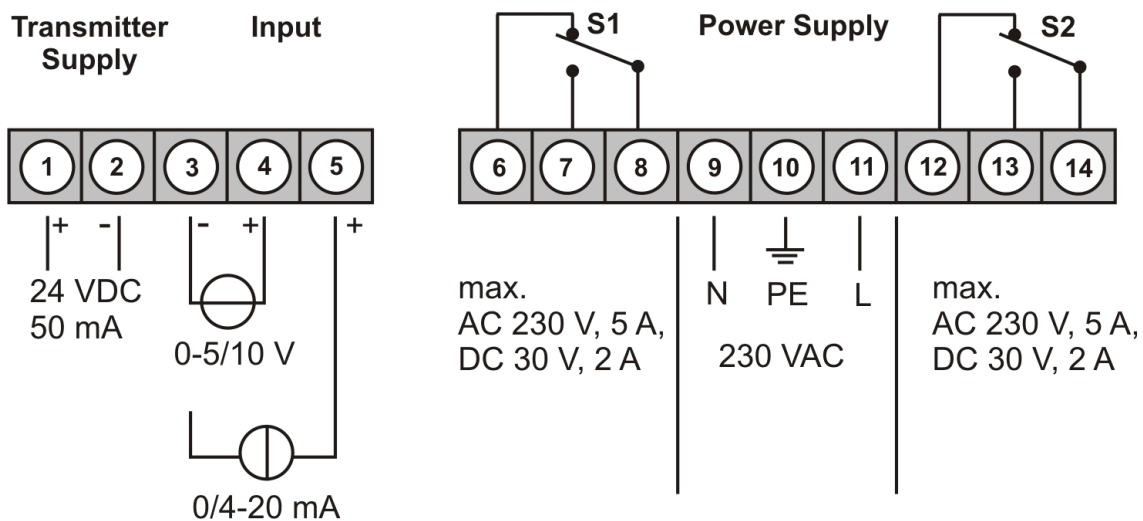 Transmitter
Supply
Input
S1
Power Supply
S2
1 2 3 4 5
6 7 8 9 10 11 12 13 14
+ - - + +
24 VDC
50 mA
0-5/10 V
0/4-20 mA
max.
AC 230 V, 5 A,
DC 30 V, 2 A
N PE L
230 VAC
max.
AC 230 V, 5 A,
DC 30 V, 2 A